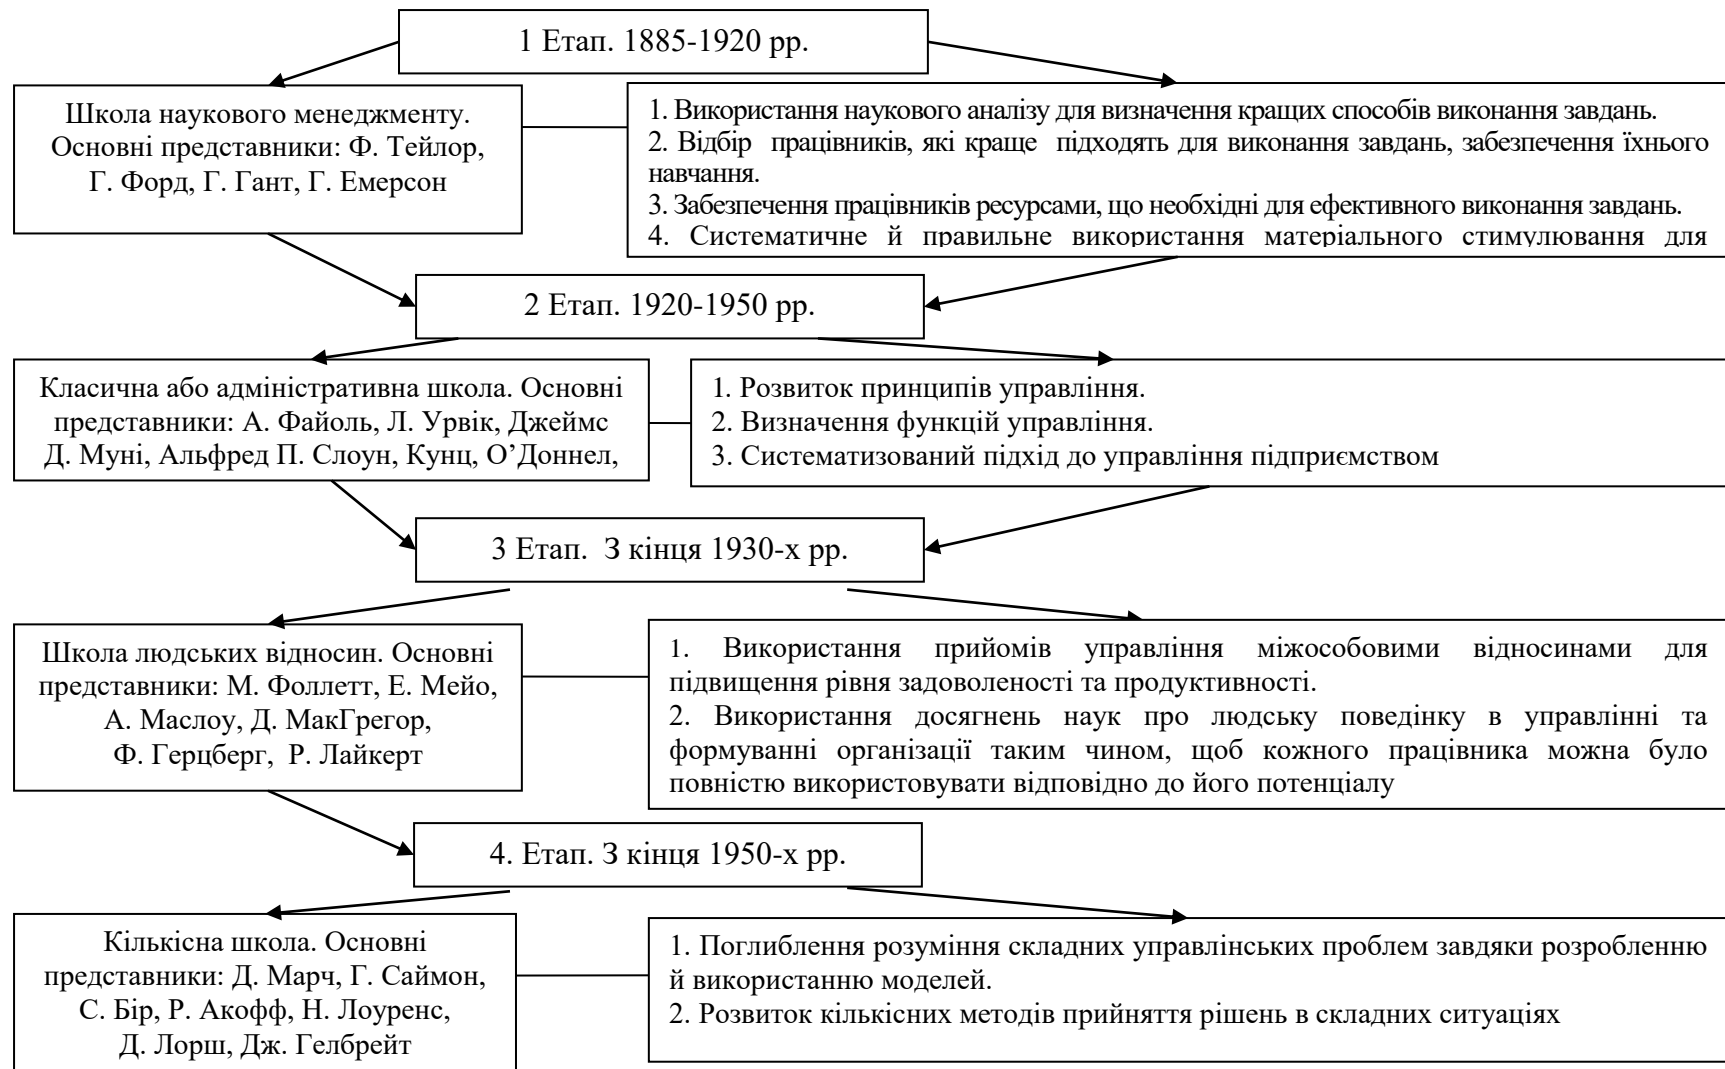 1 Етап. 1885-1920 рр.
Школа наукового менеджменту.
Основні представники: Ф. Тейлор,
Г. Форд, Г. Гант, Г. Емерсон
1. Використання наукового аналізу для визначення кращих способів виконання завдань.
2. Відбір працівників, які краще підходять для виконання завдань, забезпечення їхнього
навчання.
3. Забезпечення працівників ресурсами, що необхідні для ефективного виконання завдань.
4. Систематичне й правильне використання матеріального стимулювання для
2 Етап. 1920-1950 рр.
Класична або адміністративна школа. Основні
представники: А. Файоль, Л. Урвік, Джеймс
Д. Муні, Альфред П. Слоун, Кунц, О’Доннел,
1. Розвиток принципів управління.
2. Визначення функцій управління.
3. Систематизований підхід до управління підприємством
3 Етап. З кінця 1930-х рр.
Школа людських відносин. Основні
представники: М. Фоллетт, Е. Мейо,
А. Маслоу, Д. МакГрегор,
Ф. Герцберг, Р. Лайкерт
1. Використання прийомів управління міжособовими відносинами для
підвищення рівня задоволеності та продуктивності.
2. Використання досягнень наук про людську поведінку в управлінні та
формуванні організації таким чином, щоб кожного працівника можна було
повністю використовувати відповідно до його потенціалу
4. Етап. З кінця 1950-х рр.
Кількісна школа. Основні
представники: Д. Марч, Г. Саймон,
С. Бір, Р. Акофф, Н. Лоуренс,
Д. Лорш, Дж. Гелбрейт
1. Поглиблення розуміння складних управлінських проблем завдяки розробленню
й використанню моделей.
2. Розвиток кількісних методів прийняття рішень в складних ситуаціях